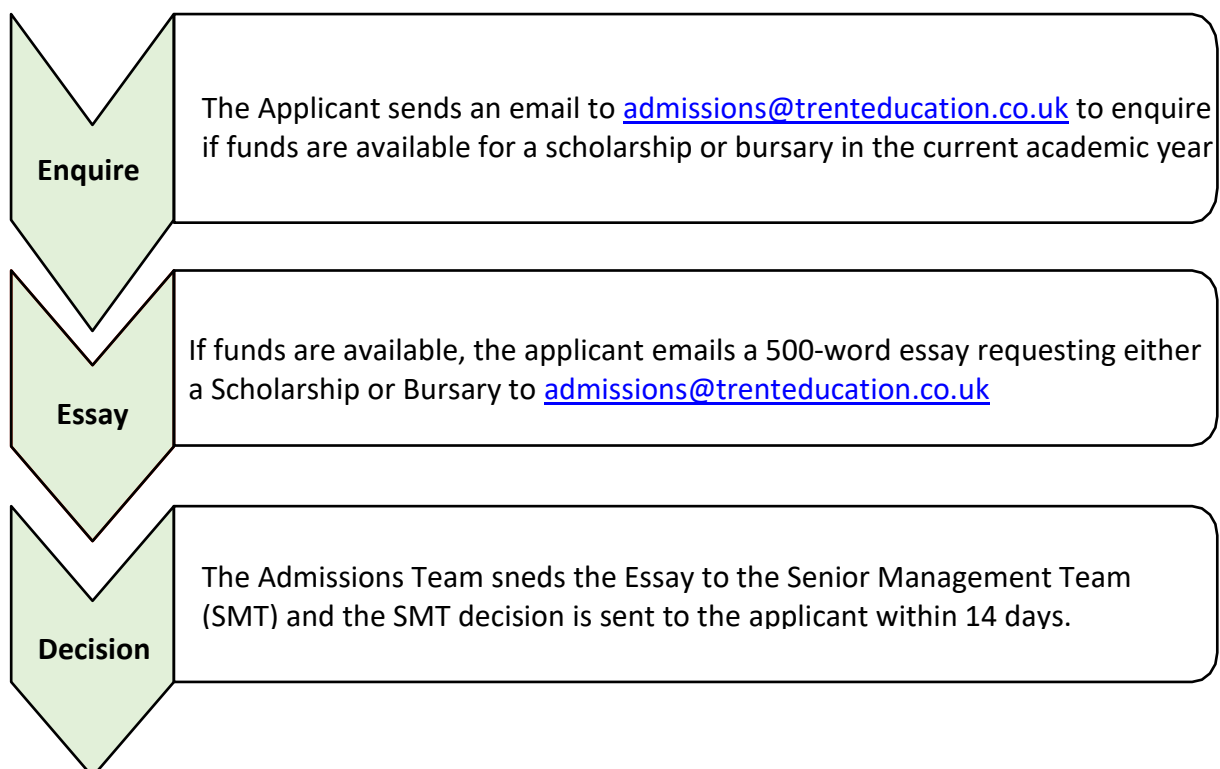 The Applicant sends an email to admissions@trenteducation.co.uk to enquire
if funds are available for a scholarship or bursary in the current academic year
Enquire
If funds are available, the applicant emails a 500-word essay requesting either
a Scholarship or Bursary to admissions@trenteducation.co.uk
Essay
The Admissions Team sneds the Essay to the Senior Management Team
(SMT) and the SMT decision is sent to the applicant within 14 days.
Decision